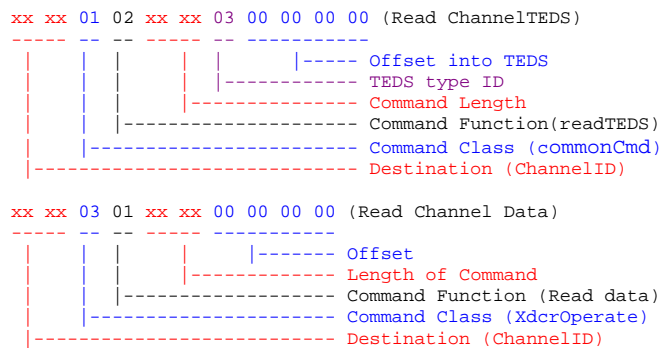 xx xx 01 02 xx xx 03 00 00 00 00 (Read ChannelTEDS)
----- -- -- ----- -- -----------
| | | | | |----- Offset into TEDS
| | | | |------------ TEDS type ID
| | | |--------------- Command Length
| | |--------------------- Command Function(readTEDS)
| |------------------------ Command Class (commonCmd)
|----------------------------- Destination (ChannelID)
xx xx 03 01 xx xx 00 00 00 00 (Read Channel Data)
----- -- -- ----- -----------
| | | | |------- Offset
| | | |------------- Length of Command
| | |------------------- Command Function (Read data)
| |---------------------- Command Class (XdcrOperate)
|--------------------------- Destination (ChannelID)